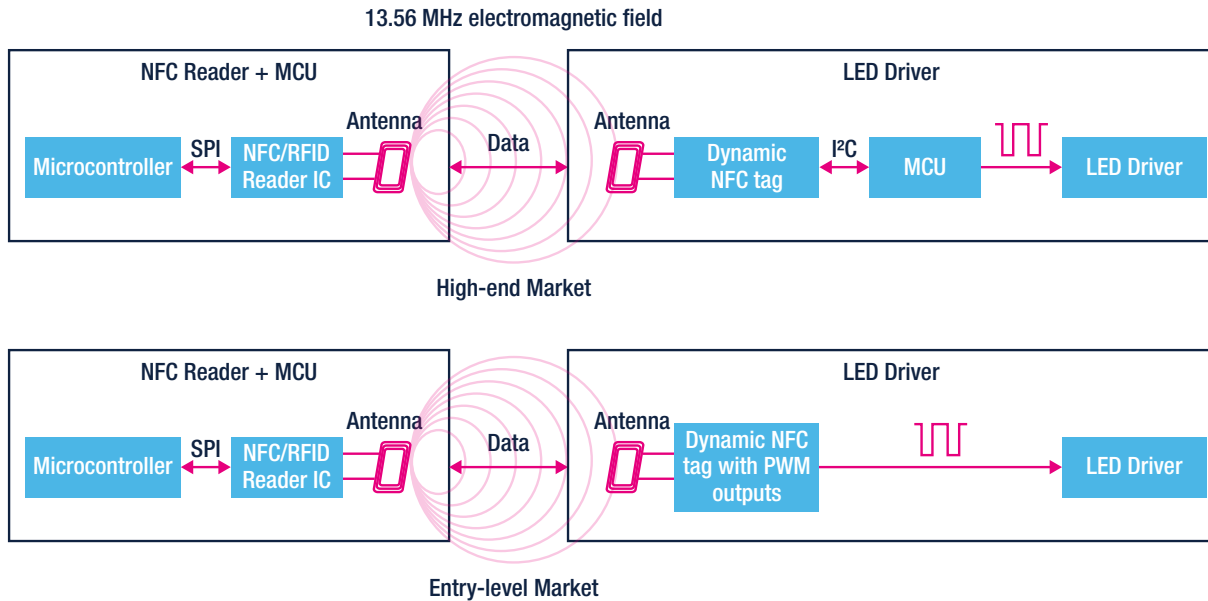 13.56 MHz electromagnetic field
NFC Reader + MCU
LED Driver
Antenna
Antenna
Microcontroller
SPI
NFC/RFID
Reader IC
Data
Dynamic
NFC tag
I²C
MCU
LED Driver
High-end Market
NFC Reader + MCU
LED Driver
Antenna
Antenna
Microcontroller
SPI
NFC/RFID
Reader IC
Data
Dynamic NFC
tag with PWM
outputs
LED Driver
Entry-level Market